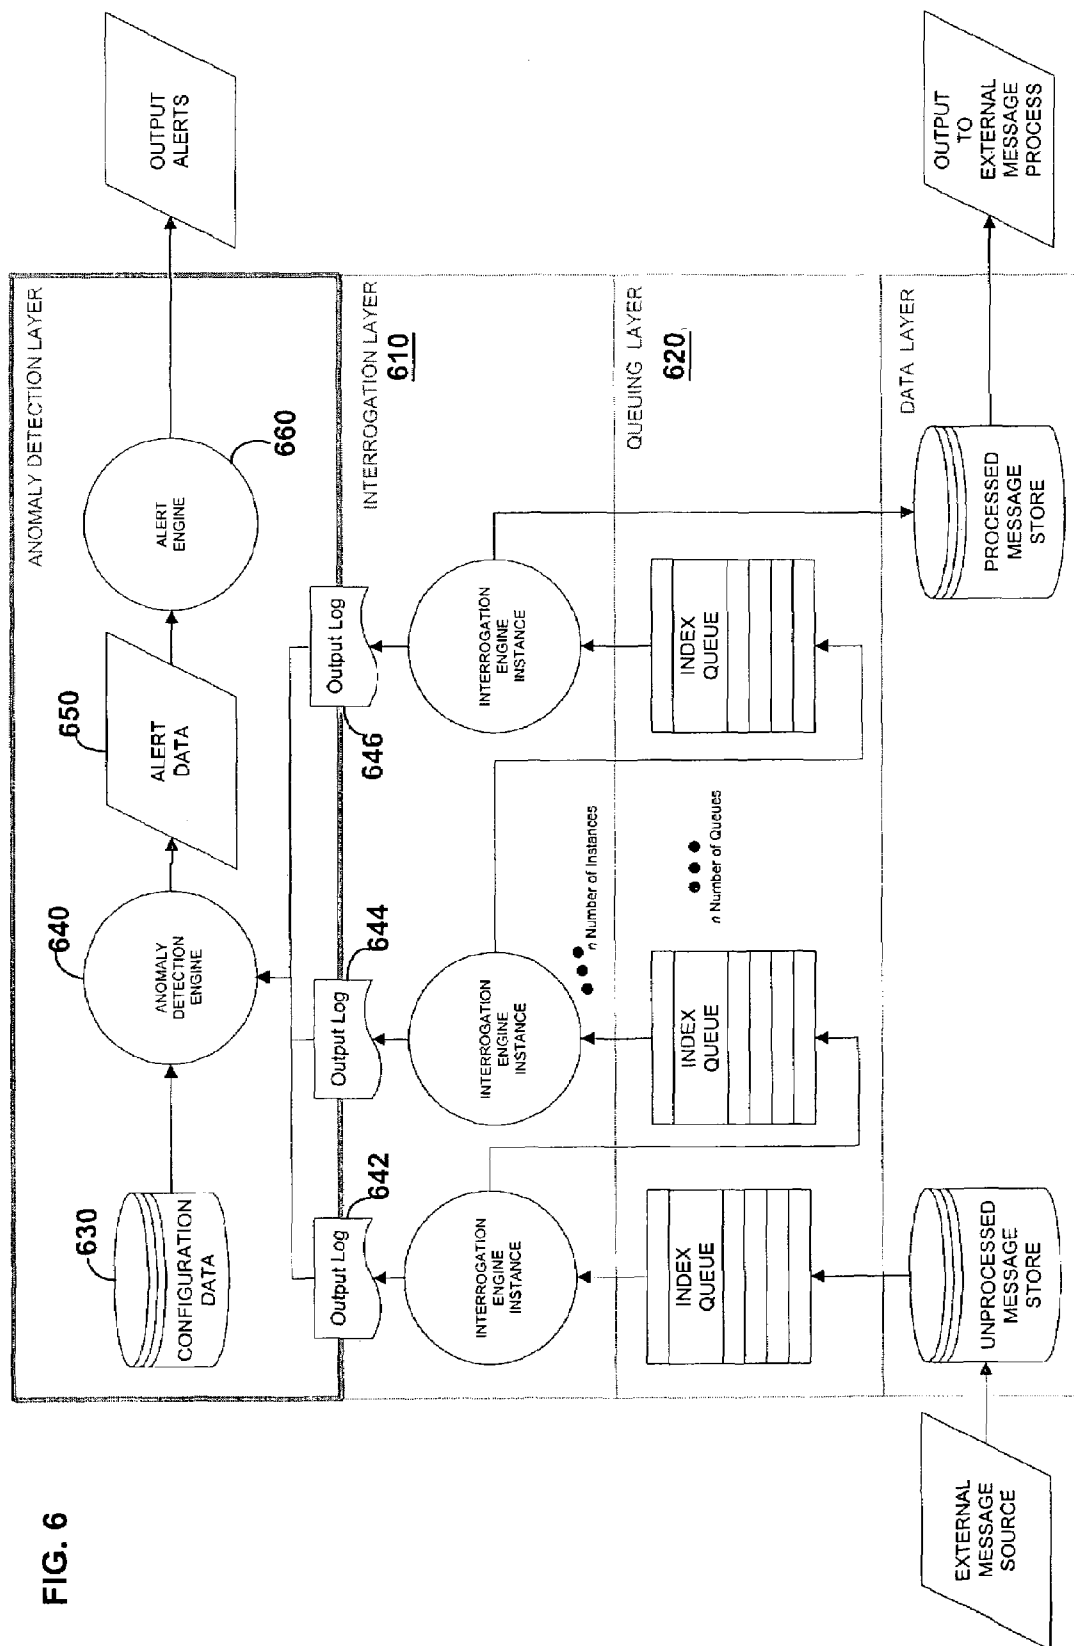 FIG. 6
ANOMALY DETECTION LAYER
630
CONFIGURATION
DATA
640
ANOMALY
DETECTION
ENGINE
650
ALERT
DATA
ALERT
ENGINE
660
OUTPUT
ALERTS
642
Output Log
644
Output Log
646
Output Log
INTERROGATION LAYER
610
INTERROGATION
ENGINE
INSTANCE
INTERROGATION
ENGINE
INSTANCE
n Number of Instances
INTERROGATION
ENGINE
INSTANCE
QUEUING LAYER
620
INDEX
QUEUE
INDEX
QUEUE
n Number of Queues
INDEX
QUEUE
DATA LAYER
EXTERNAL
MESSAGE
SOURCE
UNPROCESSED
MESSAGE
STORE
PROCESSED
MESSAGE
STORE
OUTPUT
TO
EXTERNAL
MESSAGE
PROCESS